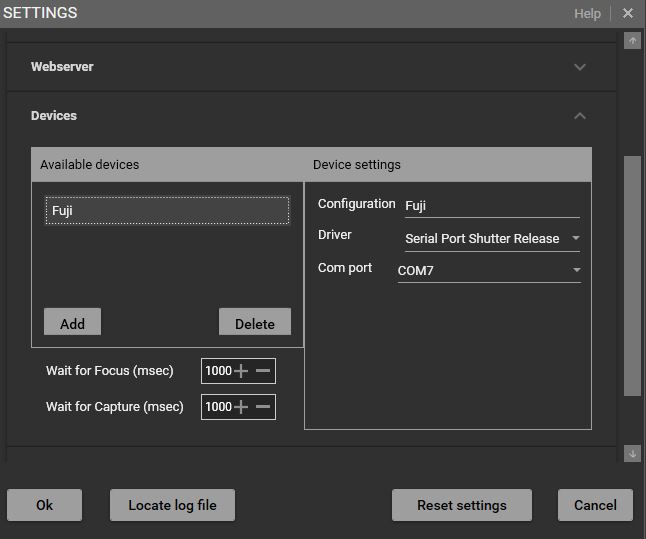 SETTINGS
Help
Webserver
Devices
Available devices
Device settings
Fuji
Configuration Fuji
Driver Serial Port Shutter Release
Com port COM7
Add Delete
Wait for Focus (msec) 1000
Wait for Capture (msec) 1000
Ok Locate log file Reset settings Cancel